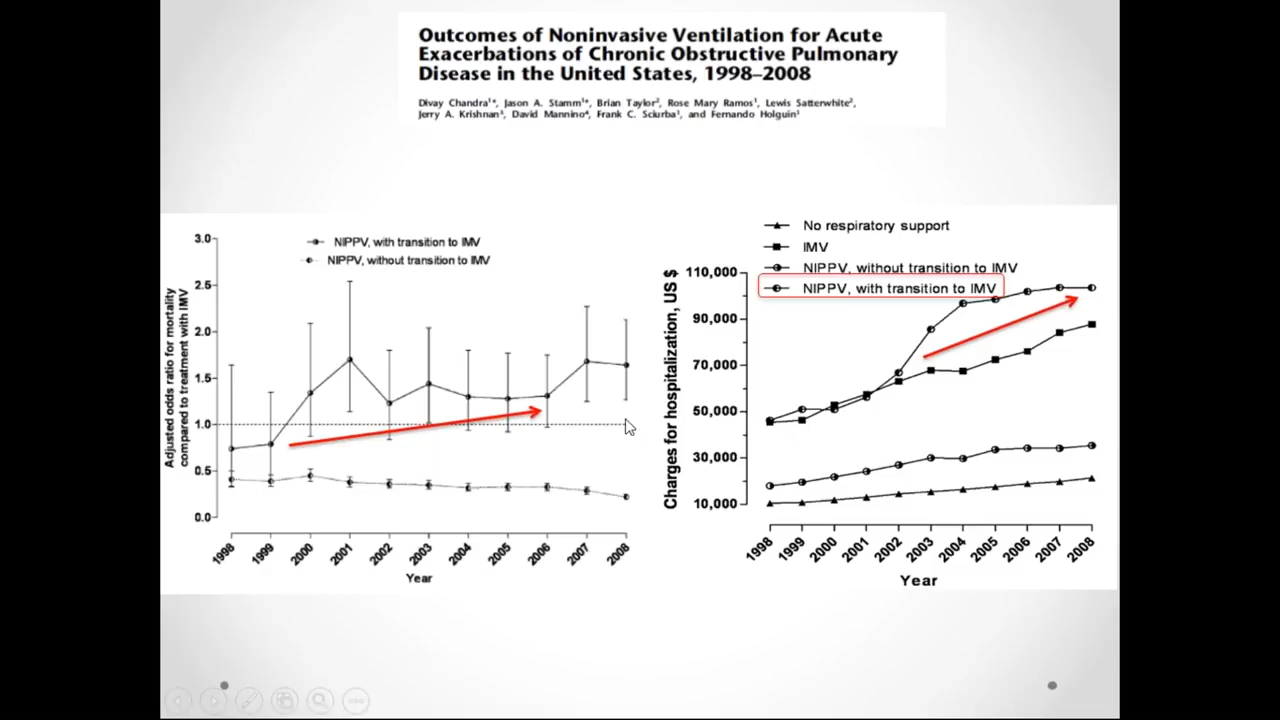 Outcomes of Noninvasive Ventilation for Acute
Exacerbations of Chronic Obstructive Pulmonary
Disease in the United States, 1998–2008
Divay Chandra¹*, Jason A. Stamm¹*, Brian Taylor², Rose Mary Ramos¹, Lewis Satterwhite²,
Jerry A. Krishnan³, David Mannino⁴, Frank C. Sciurba¹, and Fernando Holguin¹
NIPPV, with transition to IMV
NIPPV, without transition to IMV
Adjusted odds ratio for mortality
compared to treatment with IMV
3.0
2.5
2.0
1.5
1.0
0.5
0.0
1998
1999
2000
2001
2002
2003
2004
2005
2006
2007
2008
Year
No respiratory support
IMV
NIPPV, without transition to IMV
NIPPV, with transition to IMV
Charges for hospitalization, US $
110,000
90,000
70,000
50,000
30,000
10,000
1998
1999
2000
2001
2002
2003
2004
2005
2006
2007
2008
Year